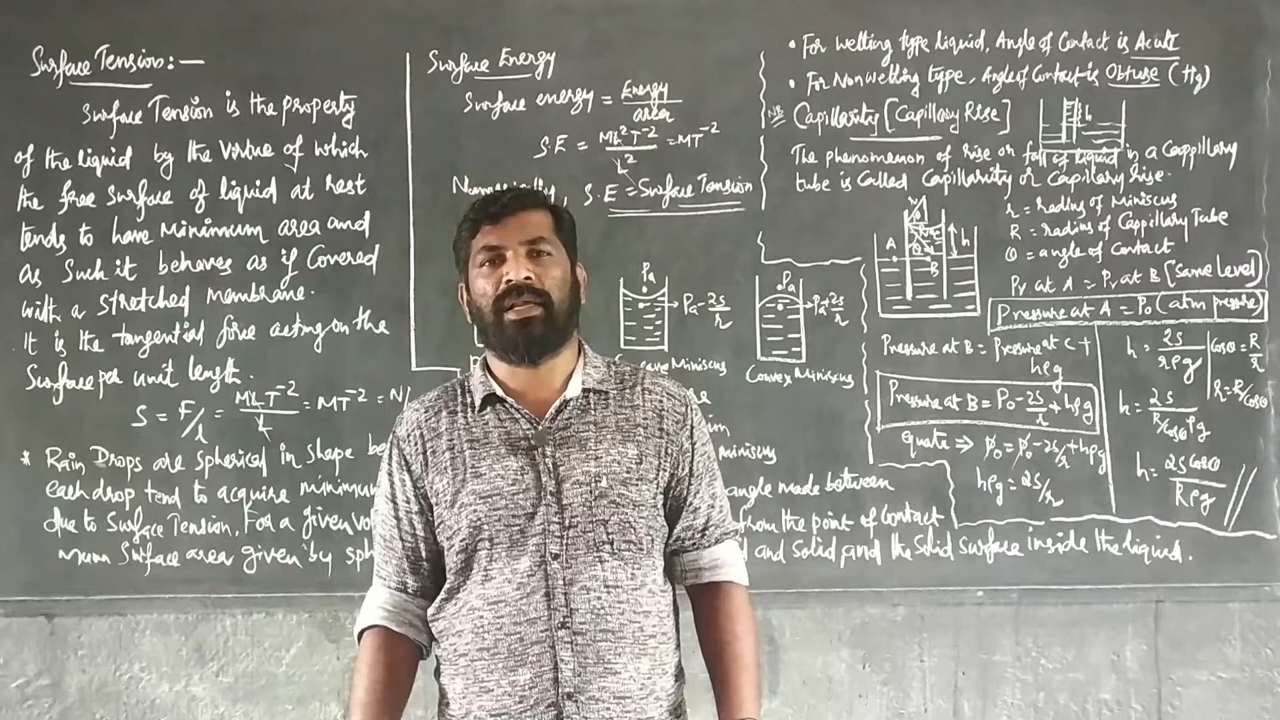 Surface Tension:—
Surface Tension is the property
of the liquid by the virtue of which
the free surface of liquid at rest
tends to have Minimum area and
as Such it behaves as if Covered
with a stretched membrane.
It is the tangential force acting on the
Surface per unit length.
S = F/l = MLT⁻²/L = MT⁻² = N
* Rain Drops are spherical in shape be
each drop tend to acquire minimum
due to Surface Tension. For a given vo
mum Surface area given by sph
Surface Energy
Surface energy = Energy/area
S.E = ML²T⁻²/L² = MT⁻²
S.E = Surface Tension
Pa
Pa - 2s/r
Pa
Pa + 2s/r
Miniscus
Convex Miniscus
miniscus
angle made between
from the point of Contact
and Solid and the Solid surface inside the liquid.
• For wetting type liquid, Angle of Contact is Acute
• For Nonwetting type, Angle of Contact is Obtuse (Hg)
NB Capillarity [Capillary Rise]
h
The phenomenon of rise or fall of liquid in a Cappillary
tube is Called Capillarity or Capillary Rise.
r = radius of Miniscus
R = radius of Cappillary Tube
θ = angle of Contact
A
B
h
Pr at A = Pr at B [Same level]
Pressure at A = Po (atm pressure)
Pressure at B = Pressure at C +
hρg
Pressure at B = Po - 2s/r + hρg
equate ⇒ Po = Po - 2s/r + hρg
hρg = 2s/r
h = 2s/rρg
cosθ = R/r
r = R/cosθ
h = 2s/R/cosθ ρg
h = 2s cosθ/Rρg